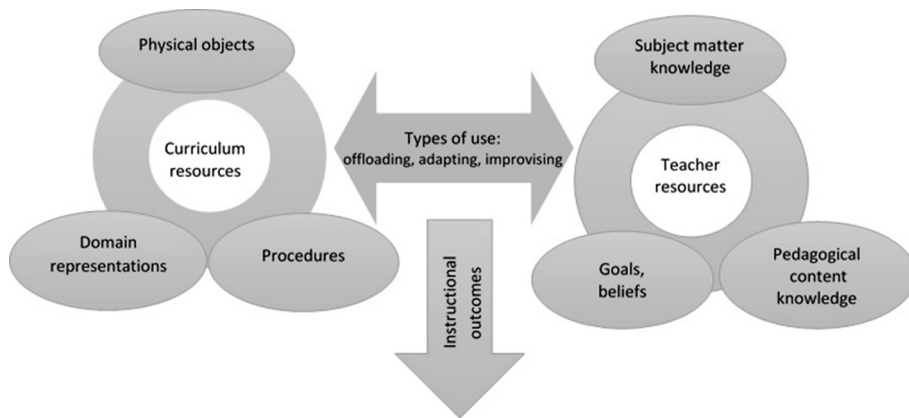 Physical objects
Curriculum
resources
Domain
representations
Procedures
Types of use:
offloading, adapting, improvising
Instructional
outcomes
Subject matter
knowledge
Teacher
resources
Goals,
beliefs
Pedagogical
content
knowledge